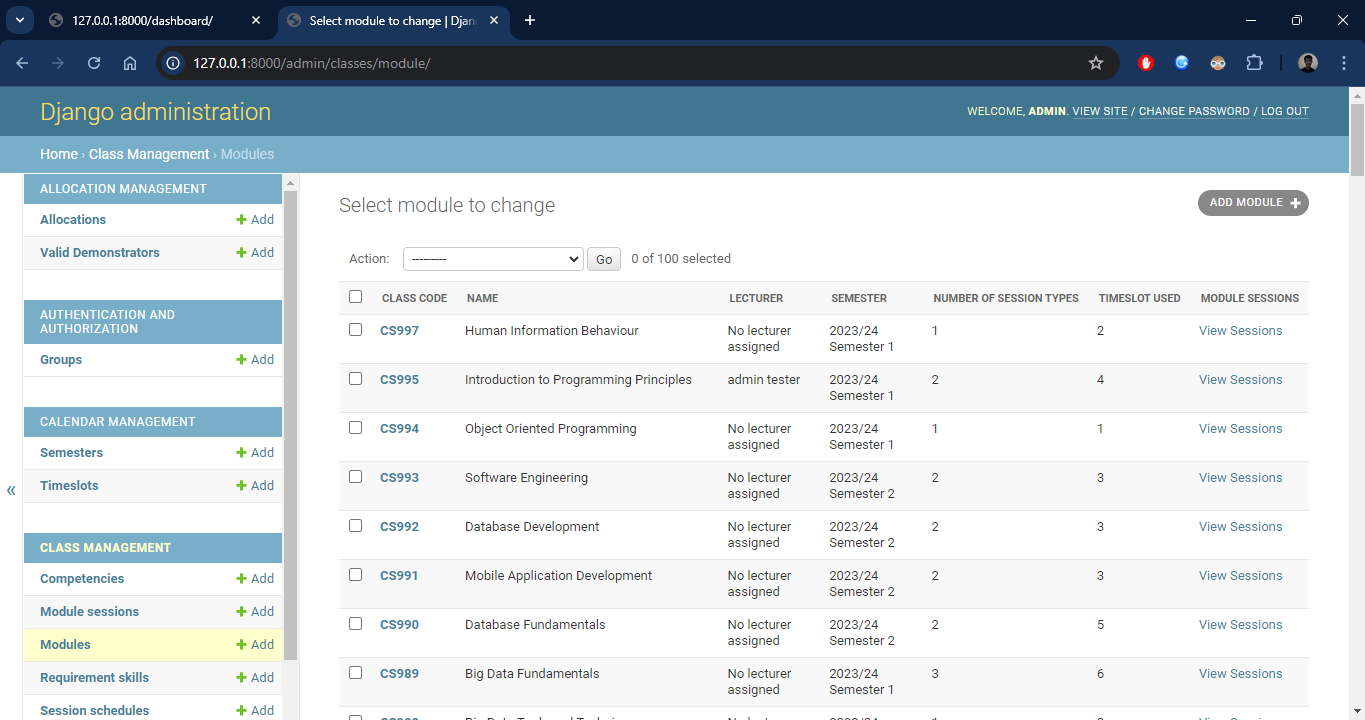 127.0.0.1:8000/dashboard/
Select module to change | Djan
127.0.0.1:8000/admin/classes/module/
Django administration
WELCOME, ADMIN. VIEW SITE / CHANGE PASSWORD / LOG OUT
Home › Class Management › Modules
ALLOCATION MANAGEMENT
Allocations Add
Valid Demonstrators Add
AUTHENTICATION AND
AUTHORIZATION
Groups Add
CALENDAR MANAGEMENT
Semesters Add
Timeslots Add
«
CLASS MANAGEMENT
Competencies Add
Module sessions Add
Modules Add
Requirement skills Add
Session schedules Add
Select module to change
ADD MODULE +
Action: --------- Go 0 of 100 selected
CLASS CODE NAME LECTURER SEMESTER NUMBER OF SESSION TYPES TIMESLOT USED MODULE SESSIONS
CS997 Human Information Behaviour No lecturer 2023/24 1 2 View Sessions
assigned Semester 1
CS995 Introduction to Programming Principles admin tester 2023/24 2 4 View Sessions
Semester 1
CS994 Object Oriented Programming No lecturer 2023/24 1 1 View Sessions
assigned Semester 1
CS993 Software Engineering No lecturer 2023/24 2 3 View Sessions
assigned Semester 2
CS992 Database Development No lecturer 2023/24 2 3 View Sessions
assigned Semester 2
CS991 Mobile Application Development No lecturer 2023/24 2 3 View Sessions
assigned Semester 2
CS990 Database Fundamentals No lecturer 2023/24 2 5 View Sessions
assigned Semester 2
CS989 Big Data Fundamentals No lecturer 2023/24 3 6 View Sessions
assigned Semester 1